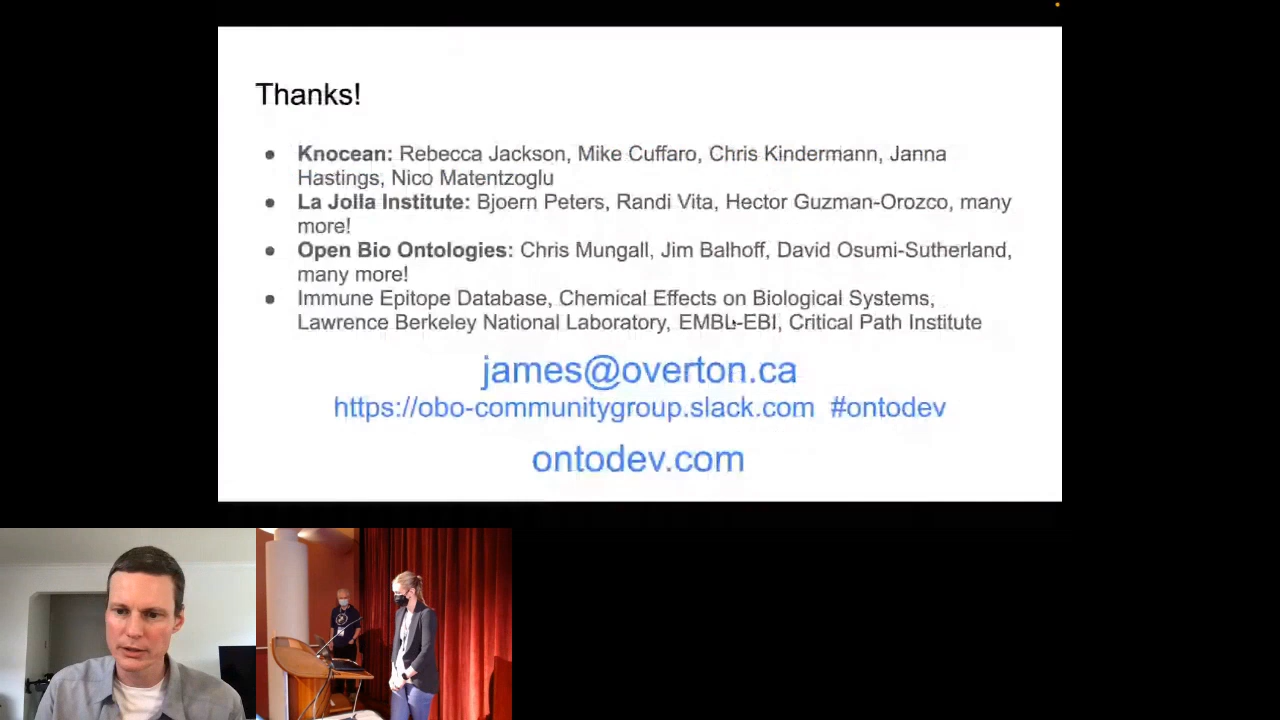 Thanks!
Knocean: Rebecca Jackson, Mike Cuffaro, Chris Kindermann, Janna
Hastings, Nico Matentzoglu
La Jolla Institute: Bjoern Peters, Randi Vita, Hector Guzman-Orozco, many
more!
Open Bio Ontologies: Chris Mungall, Jim Balhoff, David Osumi-Sutherland,
many more!
Immune Epitope Database, Chemical Effects on Biological Systems,
Lawrence Berkeley National Laboratory, EMBL-EBI, Critical Path Institute
james@overton.ca
https://obo-communitygroup.slack.com #ontodev
ontodev.com